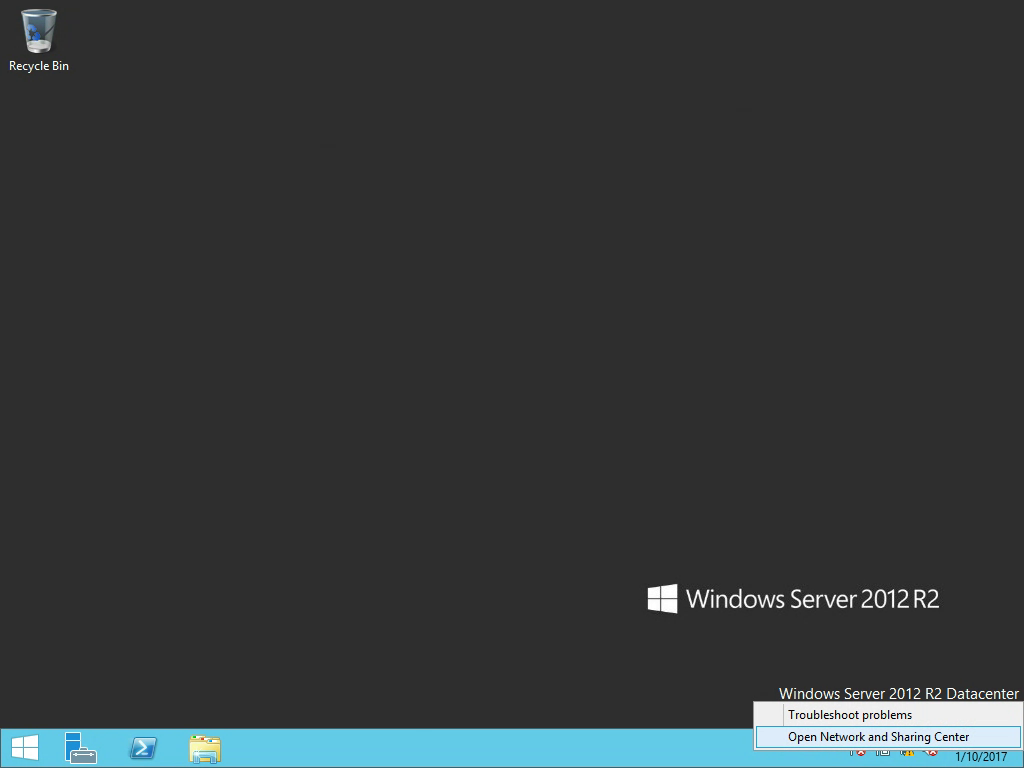 Recycle Bin
Windows Server 2012 R2
Windows Server 2012 R2 Datacenter
Troubleshoot problems
Open Network and Sharing Center
1/10/2017